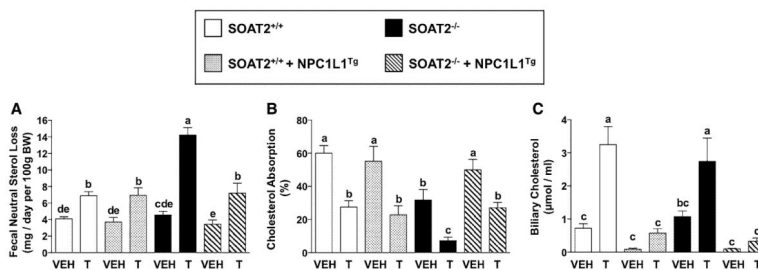 SOAT2+/+
SOAT2-/-
SOAT2+/+ + NPC1L1Tg
SOAT2-/- + NPC1L1Tg
A
Fecal Neutral Sterol Loss
(mg / day per 100g BW)
16
14
12
10
8
6
4
2
0
de
b
de
b
cde
a
e
b
VEH T VEH T VEH T VEH T
B
Cholesterol Absorption
(%)
80
60
40
20
0
a
b
a
b
b
c
a
b
VEH T VEH T VEH T VEH T
C
Biliary Cholesterol
(μmol / ml)
4
3
2
1
0
c
a
c
c
bc
a
c
c
VEH T VEH T VEH T VEH T